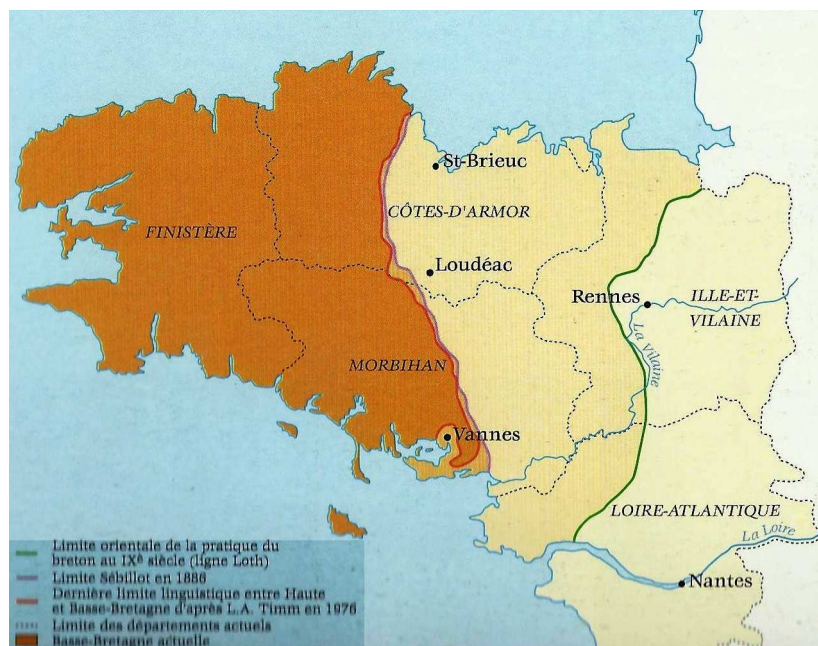 St-Brieuc
CÔTES-D'ARMOR
FINISTÈRE
Loudéac
Rennes
ILLE-ET-
VILAINE
La Vilaine
MORBIHAN
Vannes
LOIRE-ATLANTIQUE
La Loire
Nantes
Limite orientale de la pratique du
breton au IXᵉ siècle (ligne Loth)
Limite Sébillot en 1886
Dernière limite linguistique entre Haute
et Basse-Bretagne d'après L.A. Timm en 1976
Limite des départements actuels
Basse-Bretagne actuelle